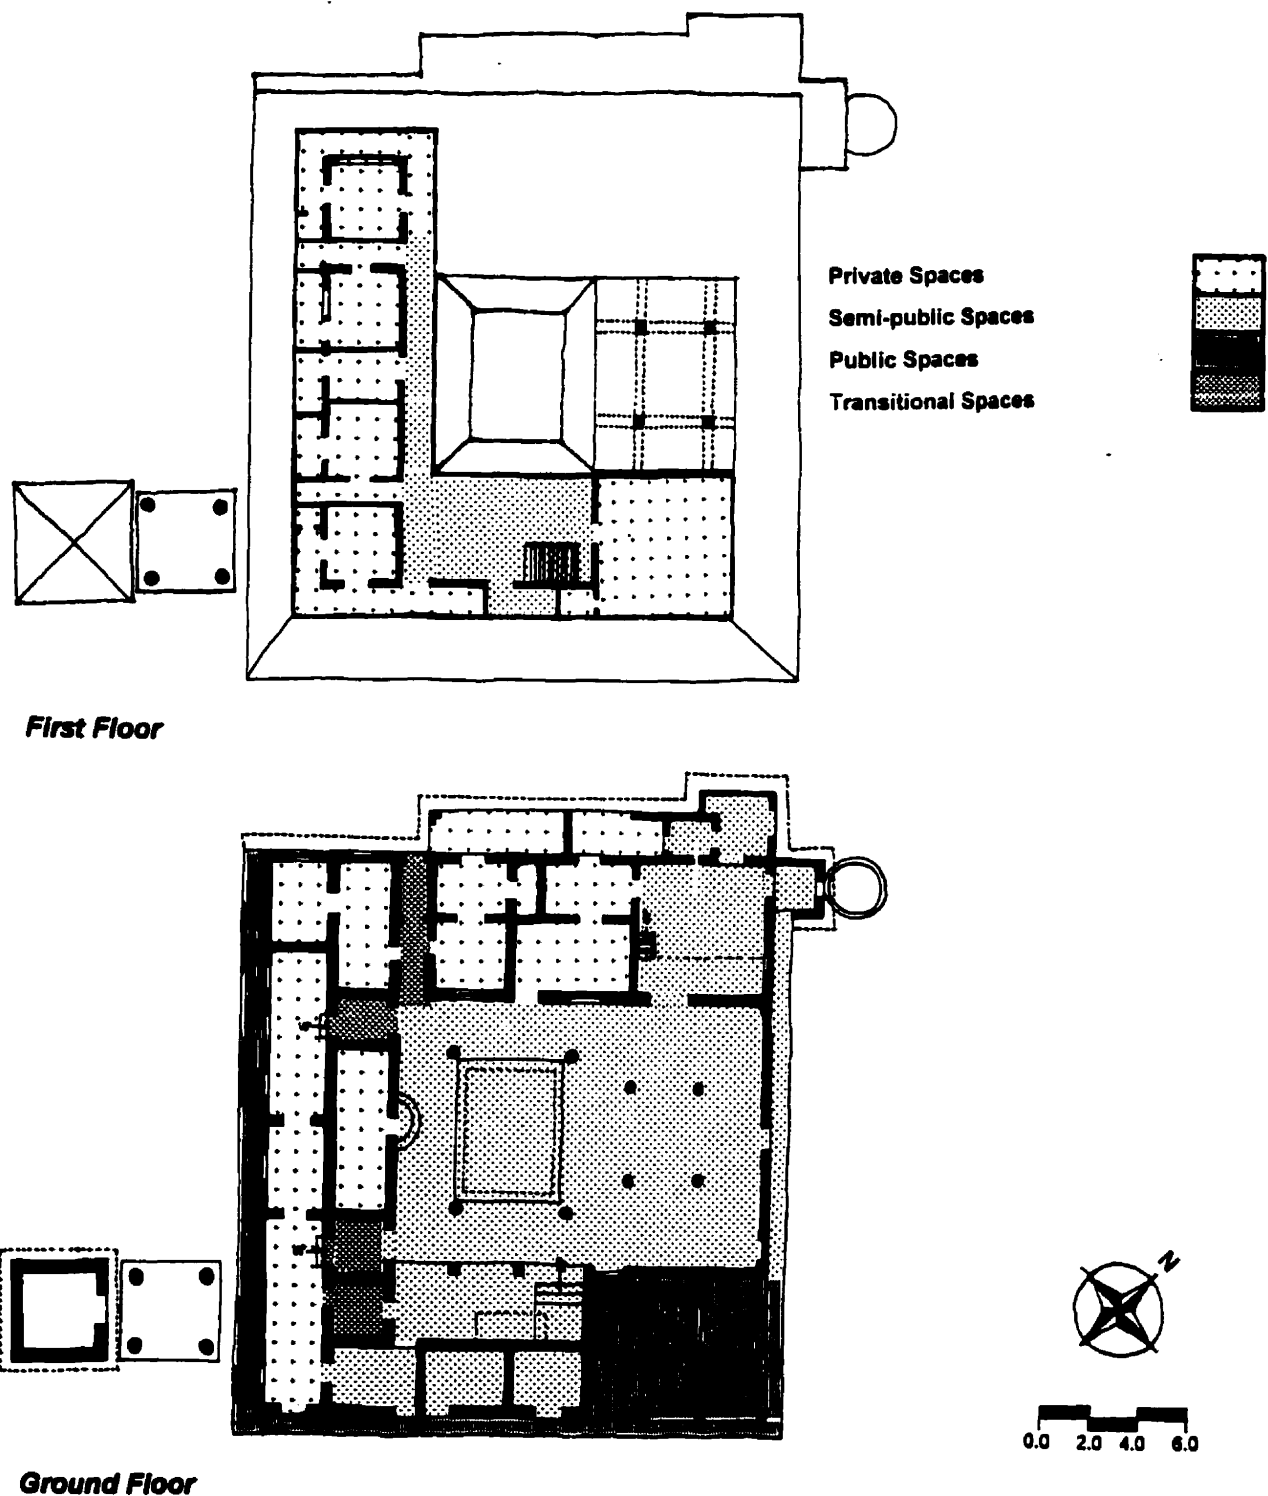 Private Spaces
Semi-public Spaces
Public Spaces
Transitional Spaces
First Floor
N
0.0 2.0 4.0 6.0
Ground Floor